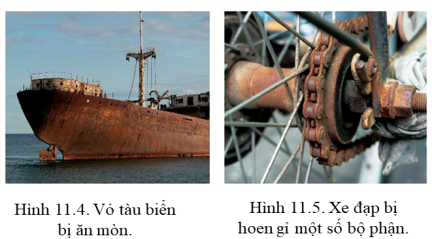 Hình 11.4. Vỏ tàu biển
bị ăn mòn.
Hình 11.5. Xe đạp bị
hoen gỉ một số bộ phận.